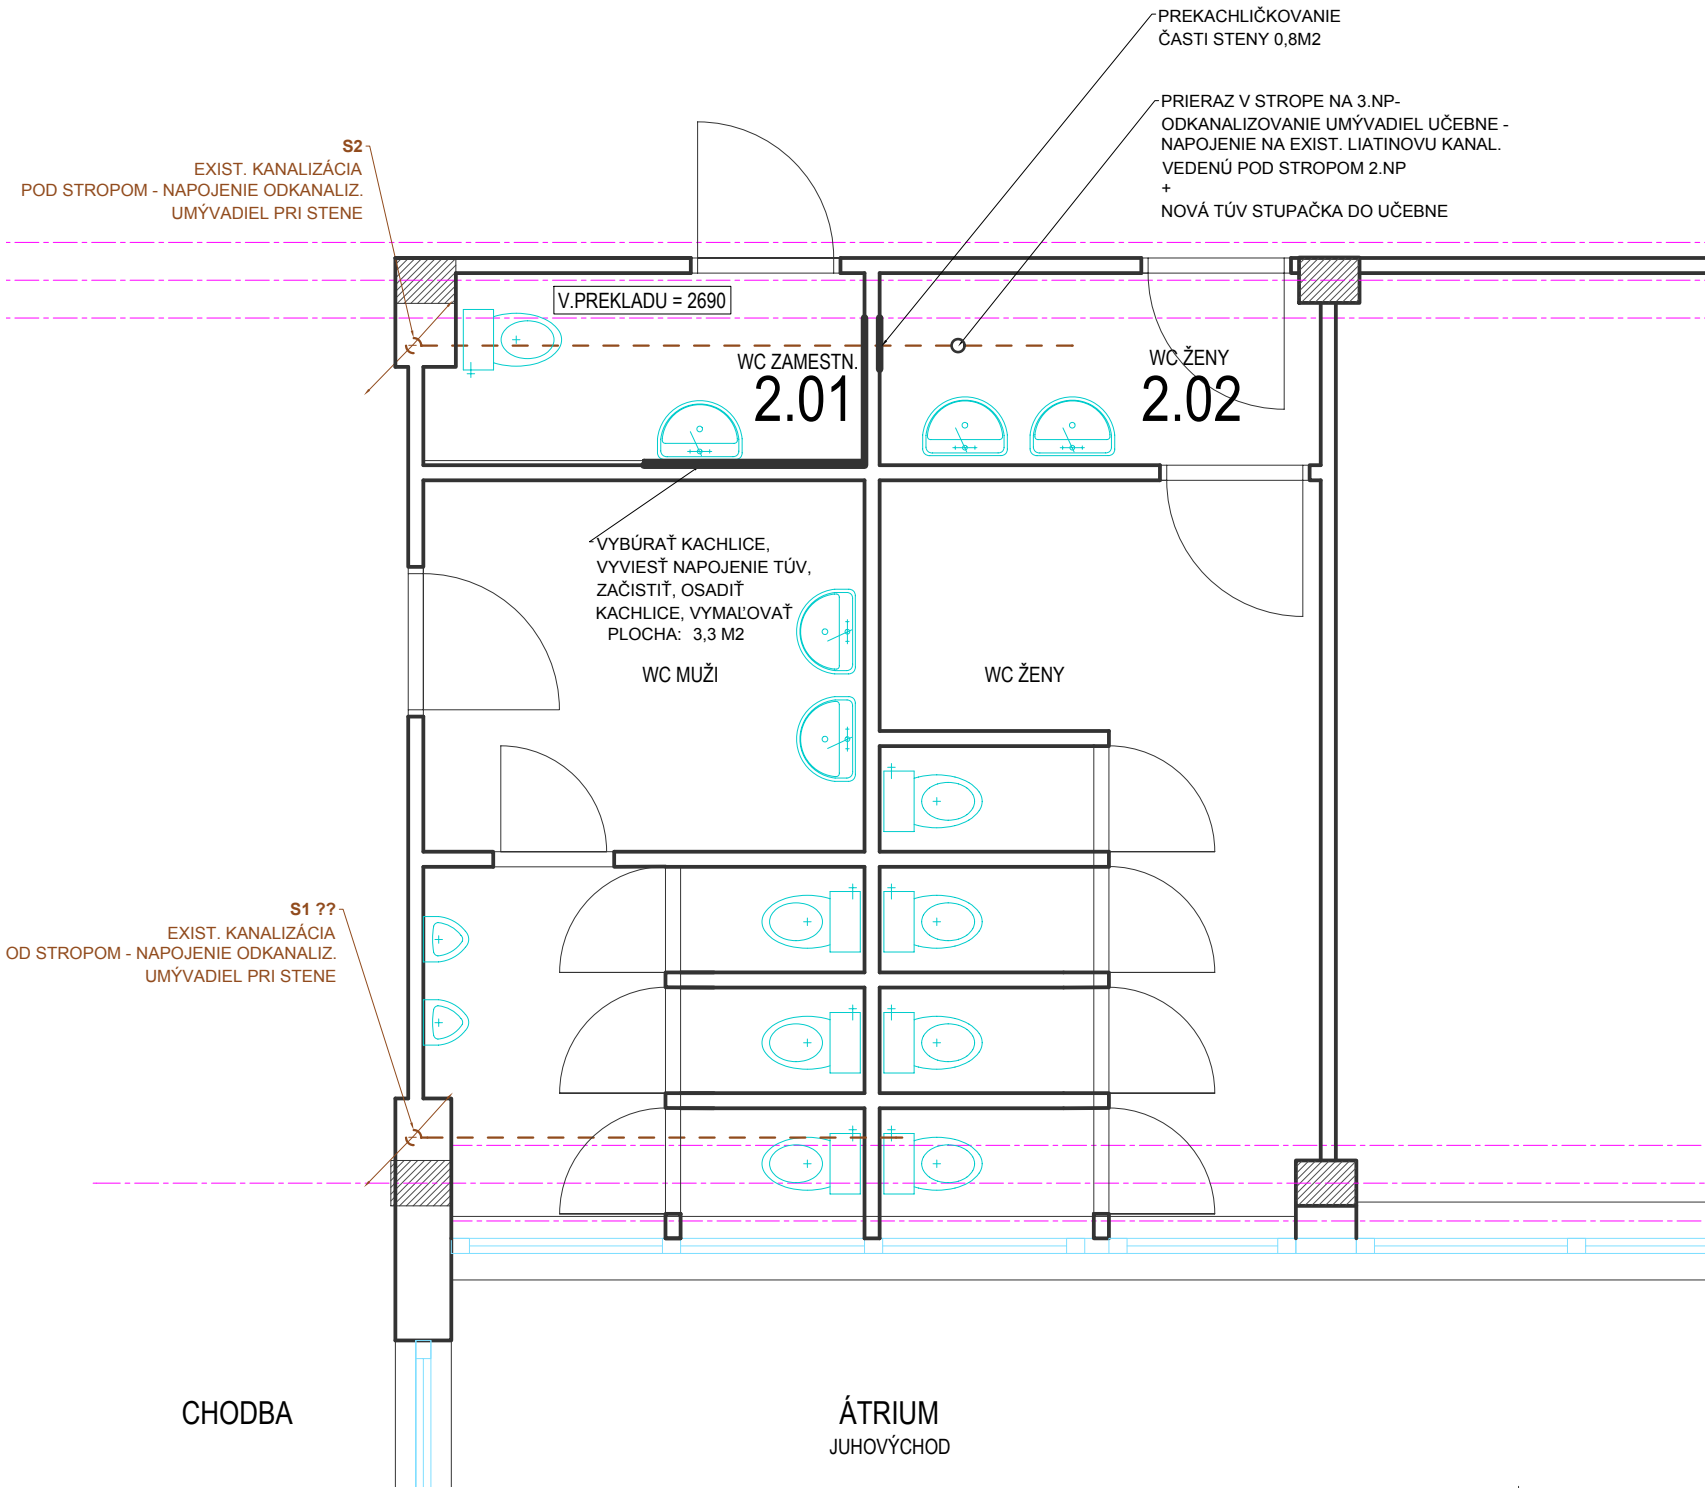 PREKACHLIČKOVANIE
ČASTI STENY 0,8M2
PRIERAZ V STROPE NA 3.NP-
ODKANALIZOVANIE UMÝVADIEL UČEBNE -
NAPOJENIE NA EXIST. LIATINOVU KANAL.
VEDENÚ POD STROPOM 2.NP
+
NOVÁ TÚV STUPAČKA DO UČEBNE
S2
EXIST. KANALIZÁCIA
POD STROPOM - NAPOJENIE ODKANALIZ.
UMÝVADIEL PRI STENE
V.PREKLADU = 2690
WC ZAMESTN.
2.01
WC ŽENY
2.02
VYBÚRAŤ KACHLICE,
VYVIESŤ NAPOJENIE TÚV,
ZAČISTIŤ, OSADIŤ
KACHLICE, VYMAĽOVAŤ
PLOCHA: 3,3 M2
WC MUŽI
WC ŽENY
S1 ??
EXIST. KANALIZÁCIA
OD STROPOM - NAPOJENIE ODKANALIZ.
UMÝVADIEL PRI STENE
CHODBA
ÁTRIUM
JUHOVÝCHOD